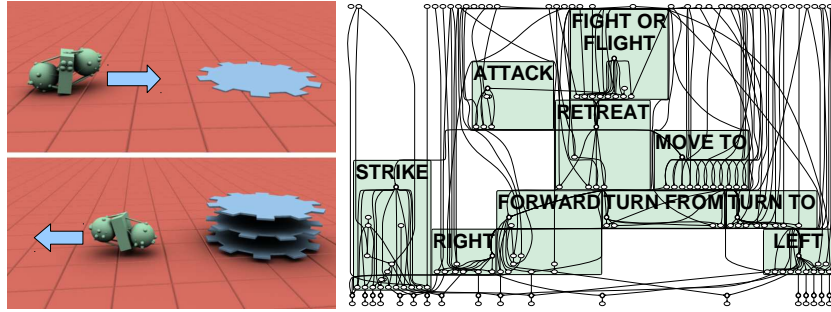 FIGHT OR
FLIGHT
ATTACK
RETREAT
MOVE TO
STRIKE
FORWARD
TURN FROM
TURN TO
RIGHT
LEFT